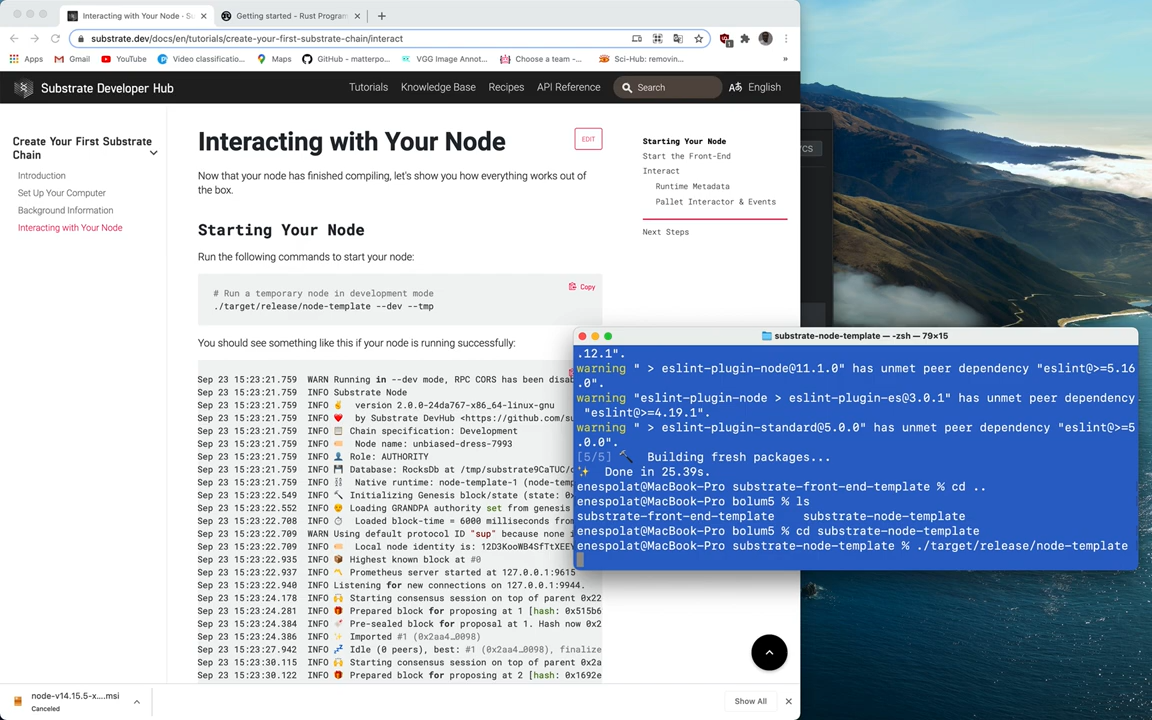 Interacting with Your Node · Su
Getting started - Rust Program
substrate.dev/docs/en/tutorials/create-your-first-substrate-chain/interact
1
Apps
Gmail
YouTube
Video classificatio...
Maps
GitHub - matterpo...
VGG Image Annot...
Choose a team -...
Sci-Hub: removin...
»
Substrate Developer Hub
Tutorials
Knowledge Base
Recipes
API Reference
Search
English
Create Your First Substrate
Chain
Introduction
Set Up Your Computer
Background Information
Interacting with Your Node
Interacting with Your Node
EDIT
Now that your node has finished compiling, let's show you how everything works out of
the box.
Starting Your Node
Run the following commands to start your node:
Copy
# Run a temporary node in development mode
./target/release/node-template --dev --tmp
You should see something like this if your node is running successfully:
Sep 23 15:23:21.759  WARN Running in --dev mode, RPC CORS has been disab
Sep 23 15:23:21.759  INFO Substrate Node
Sep 23 15:23:21.759  INFO ✌️  version 2.0.0-24da767-x86_64-linux-gnu
Sep 23 15:23:21.759  INFO ❤️  by Substrate DevHub <https://github.com/su
Sep 23 15:23:21.759  INFO 📋 Chain specification: Development
Sep 23 15:23:21.759  INFO 🏷  Node name: unbiased-dress-7993
Sep 23 15:23:21.759  INFO 👤 Role: AUTHORITY
Sep 23 15:23:21.759  INFO 💾 Database: RocksDb at /tmp/substrate9CaTUC/c
Sep 23 15:23:21.759  INFO ⛓  Native runtime: node-template-1 (node-temp
Sep 23 15:23:22.549  INFO 🔨 Initializing Genesis block/state (state: 0x
Sep 23 15:23:22.552  INFO 👴 Loading GRANDPA authority set from genesis
Sep 23 15:23:22.708  INFO ⏱  Loaded block-time = 6000 milliseconds from
Sep 23 15:23:22.709  WARN Using default protocol ID "sup" because none i
Sep 23 15:23:22.709  INFO 🏷  Local node identity is: 12D3KooWB4SfTtXEEY
Sep 23 15:23:22.935  INFO 📦 Highest known block at #0
Sep 23 15:23:22.937  INFO 〽️ Prometheus server started at 127.0.0.1:9615
Sep 23 15:23:22.940  INFO Listening for new connections on 127.0.0.1:9944.
Sep 23 15:23:24.178  INFO 🙌 Starting consensus session on top of parent 0x22
Sep 23 15:23:24.281  INFO 🎁 Prepared block for proposing at 1 [hash: 0x515b6
Sep 23 15:23:24.384  INFO 🔖 Pre-sealed block for proposal at 1. Hash now 0x2
Sep 23 15:23:24.386  INFO ✨ Imported #1 (0x2aa4…0098)
Sep 23 15:23:27.942  INFO 💤 Idle (0 peers), best: #1 (0x2aa4…0098), finalize
Sep 23 15:23:30.115  INFO 🙌 Starting consensus session on top of parent 0x2a
Sep 23 15:23:30.122  INFO 🎁 Prepared block for proposing at 2 [hash: 0x1692e
Starting Your Node
Start the Front-End
Interact
Runtime Metadata
Pallet Interactor & Events
Next Steps
substrate-node-template — -zsh — 79×15
.12.1".
warning " > eslint-plugin-node@11.1.0" has unmet peer dependency "eslint@>=5.16
.0".
warning "eslint-plugin-node > eslint-plugin-es@3.0.1" has unmet peer dependency
"eslint@>=4.19.1".
warning " > eslint-plugin-standard@5.0.0" has unmet peer dependency "eslint@>=5
.0.0".
[5/5] 🔨  Building fresh packages...
✨  Done in 25.39s.
enespolat@MacBook-Pro substrate-front-end-template % cd ..
enespolat@MacBook-Pro bolum5 % ls
substrate-front-end-template    substrate-node-template
enespolat@MacBook-Pro bolum5 % cd substrate-node-template
enespolat@MacBook-Pro substrate-node-template % ./target/release/node-template
node-v14.15.5-x....msi
Canceled
Show All